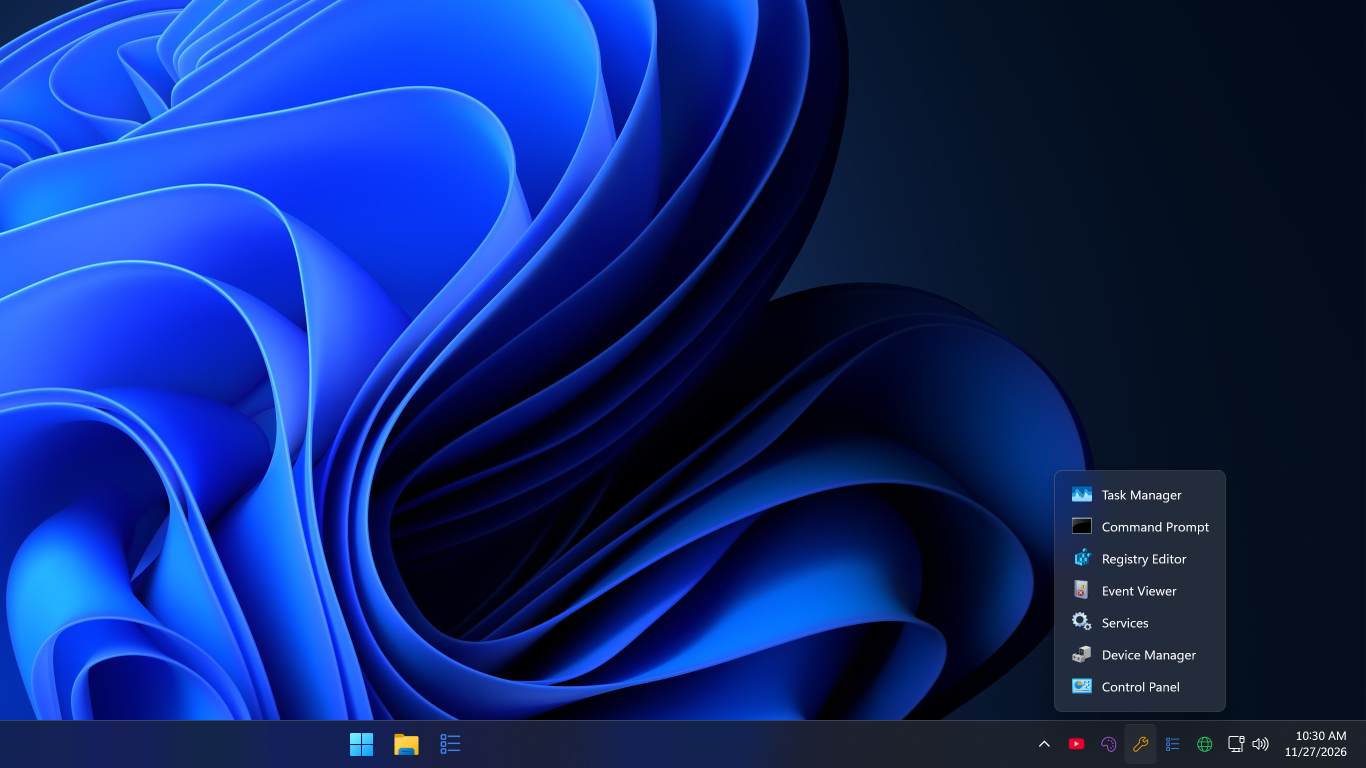 Task Manager
Command Prompt
Registry Editor
Event Viewer
Services
Device Manager
Control Panel
10:30 AM
11/27/2026